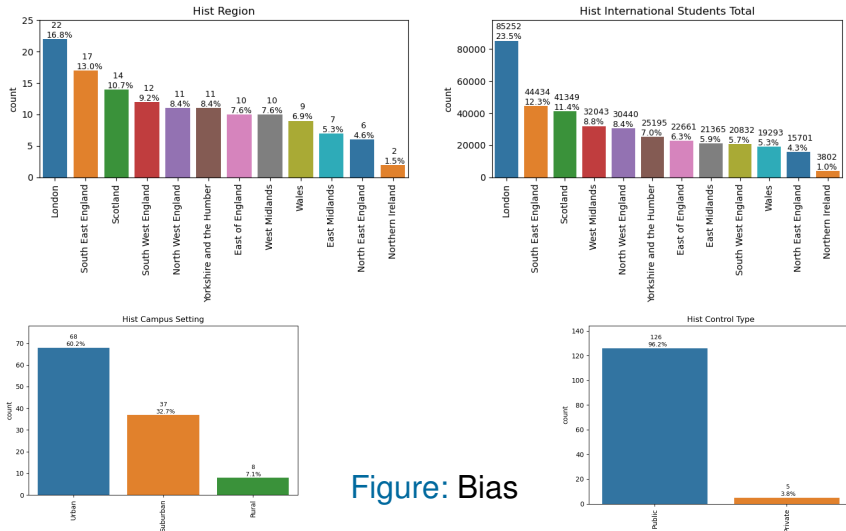 Hist Region
count
25
20
15
10
5
0
22
16.8%
17
13.0%
14
10.7%
12
9.2%
11
8.4%
11
8.4%
10
7.6%
10
7.6%
9
6.9%
7
5.3%
6
4.6%
2
1.5%
London
South East England
Scotland
South West England
North West England
Yorkshire and the Humber
East of England
West Midlands
Wales
East Midlands
North East England
Northern Ireland
Hist International Students Total
count
80000
60000
40000
20000
0
85252
23.5%
44434
12.3%
41349
11.4%
32043
8.8%
30440
8.4%
25195
7.0%
22661
6.3%
21365
5.9%
20832
5.7%
19293
5.3%
15701
4.3%
3802
1.0%
London
South East England
Scotland
West Midlands
North West England
Yorkshire and the Humber
East of England
East Midlands
South West England
Wales
North East England
Northern Ireland
Hist Campus Setting
count
70
60
50
40
30
20
10
0
68
60.2%
37
32.7%
8
7.1%
Urban
Suburban
Rural
Hist Control Type
count
140
120
100
80
60
40
20
0
126
96.2%
5
3.8%
Public
Private
Figure: Bias